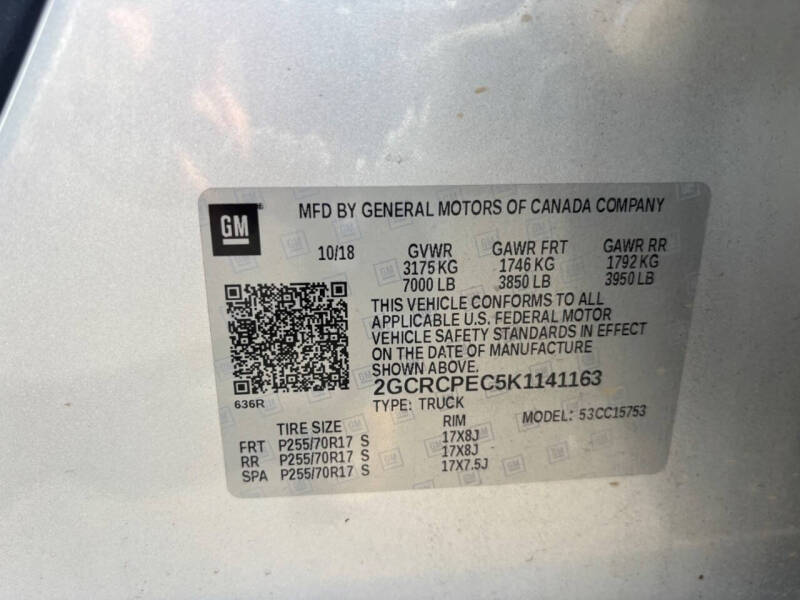 GM
MFD BY GENERAL MOTORS OF CANADA COMPANY
10/18 GVWR GAWR FRT GAWR RR
3175 KG 1746 KG 1792 KG
7000 LB 3850 LB 3950 LB
THIS VEHICLE CONFORMS TO ALL
APPLICABLE U.S. FEDERAL MOTOR
VEHICLE SAFETY STANDARDS IN EFFECT
ON THE DATE OF MANUFACTURE
SHOWN ABOVE.
636R
2GCRCPEC5K1141163
TYPE: TRUCK MODEL: 53CC15753
TIRE SIZE RIM
FRT P255/70R17 S 17X8J
RR P255/70R17 S 17X8J
SPA P255/70R17 S 17X7.5J